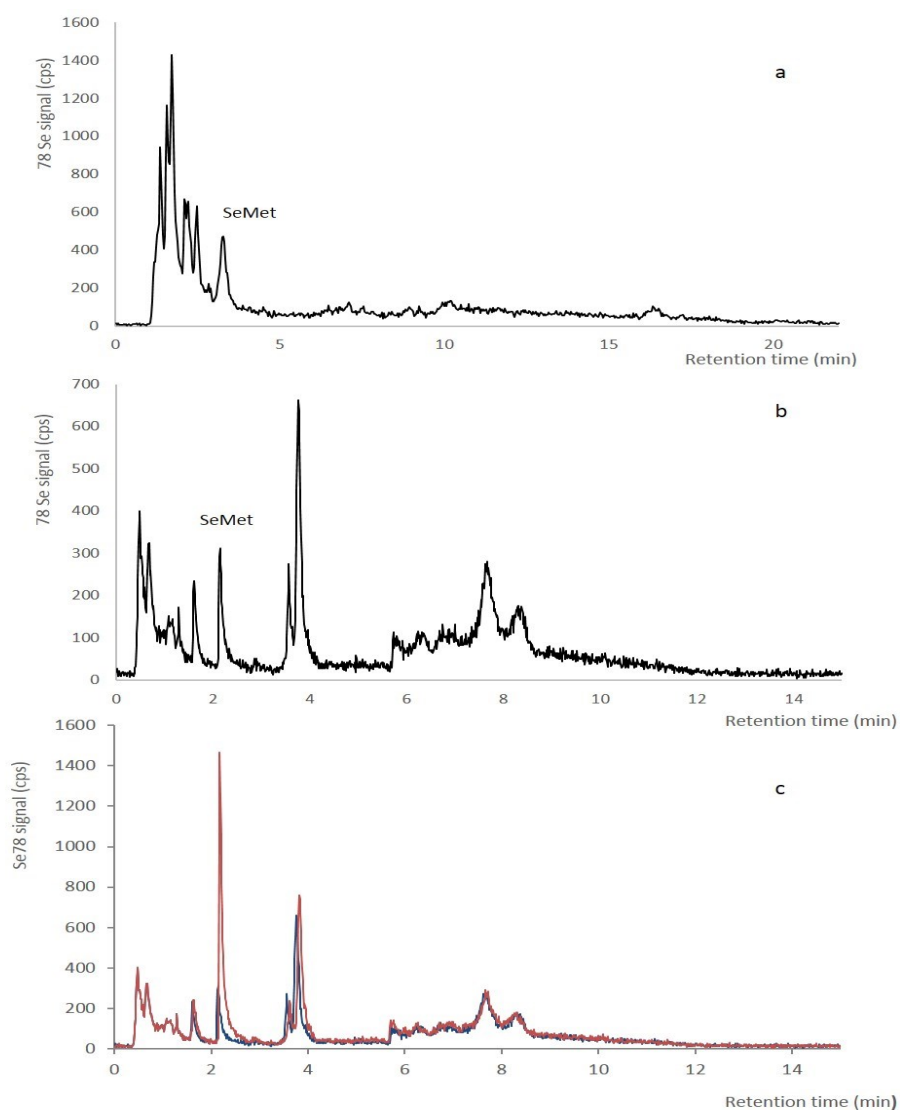 1600
1400
1200
1000
800
600
400
200
0
78 Se signal (cps)
a
SeMet
0 5 10 15 20
Retention time (min)
700
600
500
400
300
200
100
0
78 Se signal (cps)
b
SeMet
0 2 4 6 8 10 12 14
Retention time (min)
1600
1400
1200
1000
800
600
400
200
0
Se78 signal (cps)
c
0 2 4 6 8 10 12 14
Retention time (min)